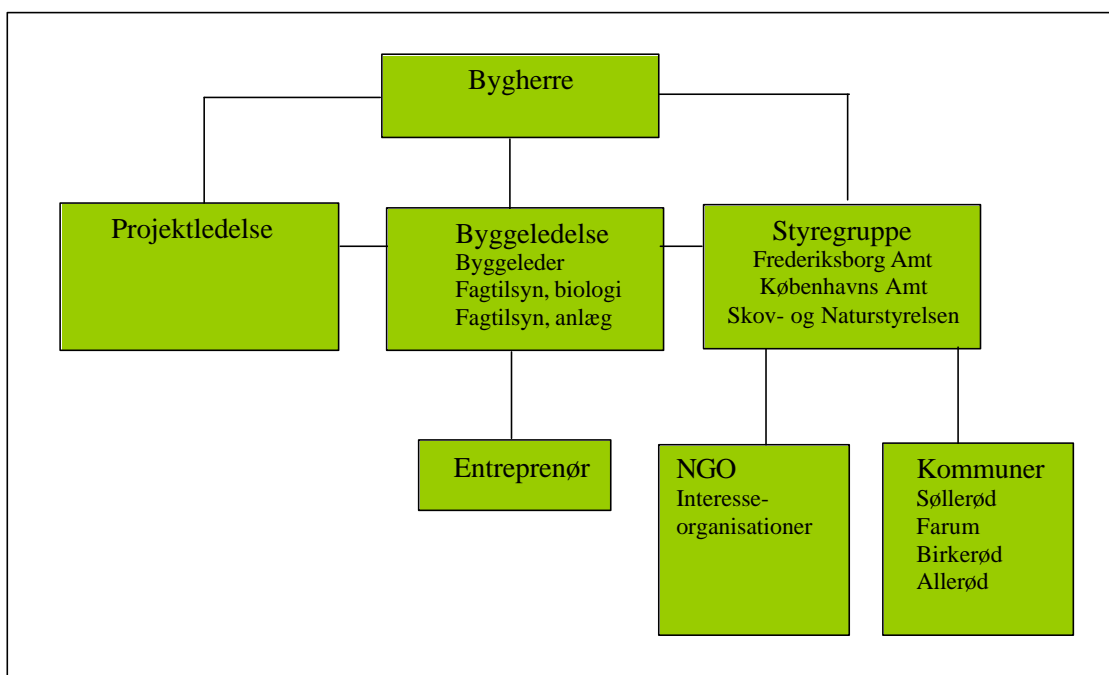 Bygherre
Projektledelse
Byggeledelse
Byggeleder
Fagtilsyn, biologi
Fagtilsyn, anlæg
Styregruppe
Frederiksborg Amt
Københavns Amt
Skov- og Naturstyrelsen
Entreprenør
NGO
Interesse-
organisationer
Kommuner
Søllerød
Farum
Birkerød
Allerød